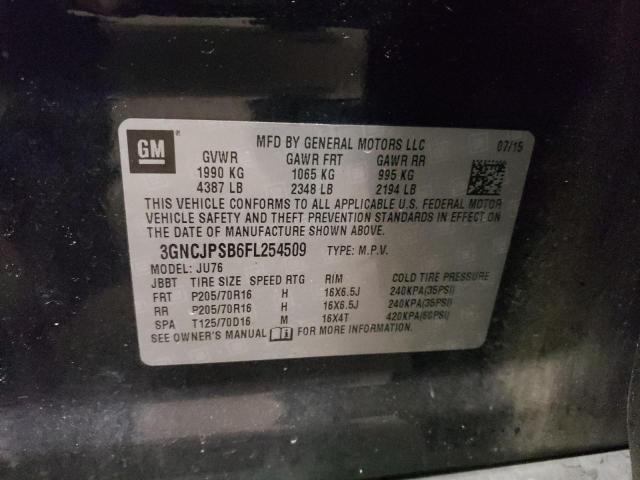 GM
MFD BY GENERAL MOTORS LLC 07/15
GVWR GAWR FRT GAWR RR
1990 KG 1065 KG 995 KG
4387 LB 2348 LB 2194 LB
THIS VEHICLE CONFORMS TO ALL APPLICABLE U.S. FEDERAL MOTOR
VEHICLE SAFETY AND THEFT PREVENTION STANDARDS IN EFFECT ON
THE DATE OF MANUFACTURE SHOWN ABOVE.
3GNCJPSB6FL254509 TYPE: M.P.V.
MODEL: JU76
JBBT TIRE SIZE SPEED RTG RIM COLD TIRE PRESSURE
FRT P205/70R16 H 16X6.5J 240KPA(35PSI)
RR P205/70R16 H 16X6.5J 240KPA(35PSI)
SPA T125/70D16 M 16X4T 420KPA(60PSI)
SEE OWNER'S MANUAL FOR MORE INFORMATION.